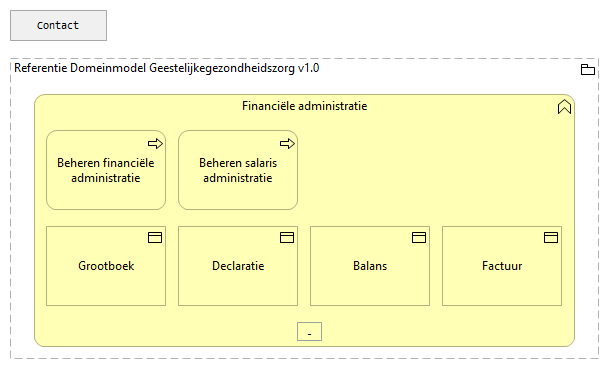 Contact
Referentie Domeinmodel Geestelijkegezondheidszorg v1.0
Financiële administratie
Beheren financiële
administratie
Beheren salaris
administratie
Grootboek
Declaratie
Balans
Factuur
-